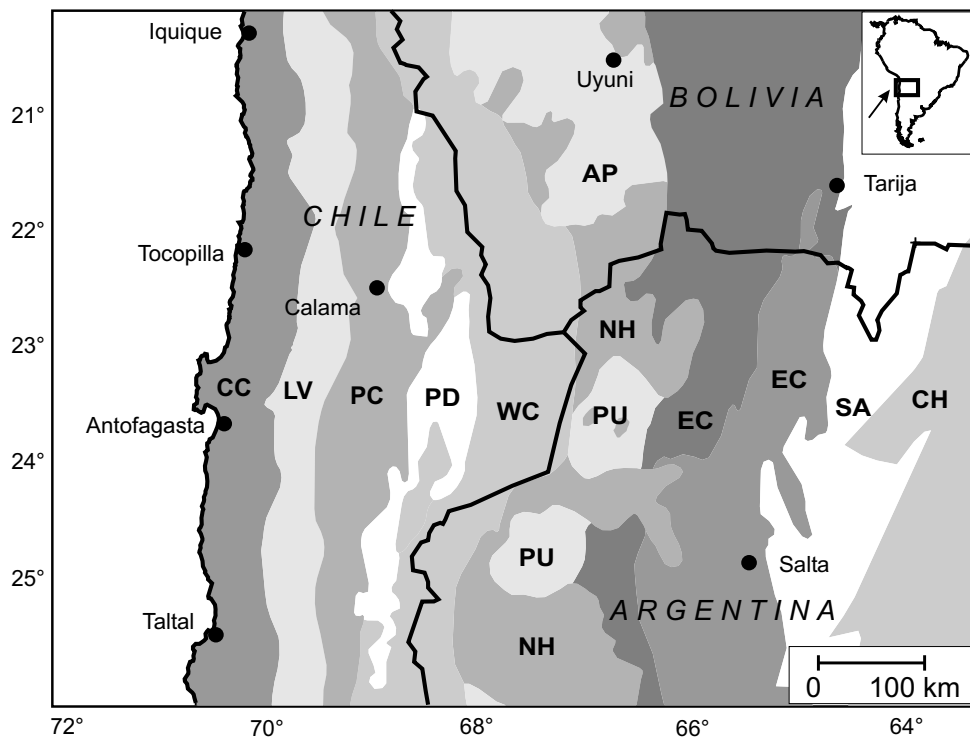 Iquique
Uyuni
BOLIVIA
21°
AP
Tarija
CHILE
22°
Tocopilla
Calama
23°
NH
CC
LV
PC
PD
WC
PU
EC
EC
SA
CH
Antofagasta
24°
PU
Salta
25°
ARGENTINA
Taltal
NH
0 100 km
72° 70° 68° 66° 64°